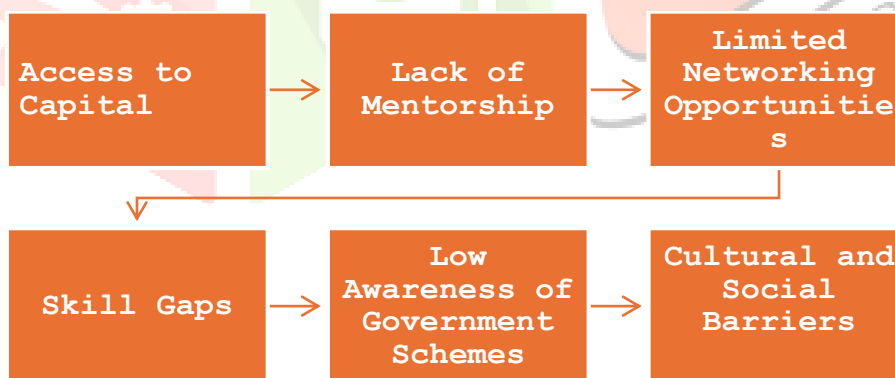 Access to
Capital
Lack of
Mentorship
Limited
Networking
Opportunitie
s
Skill Gaps
Low
Awareness of
Government
Schemes
Cultural and
Social
Barriers